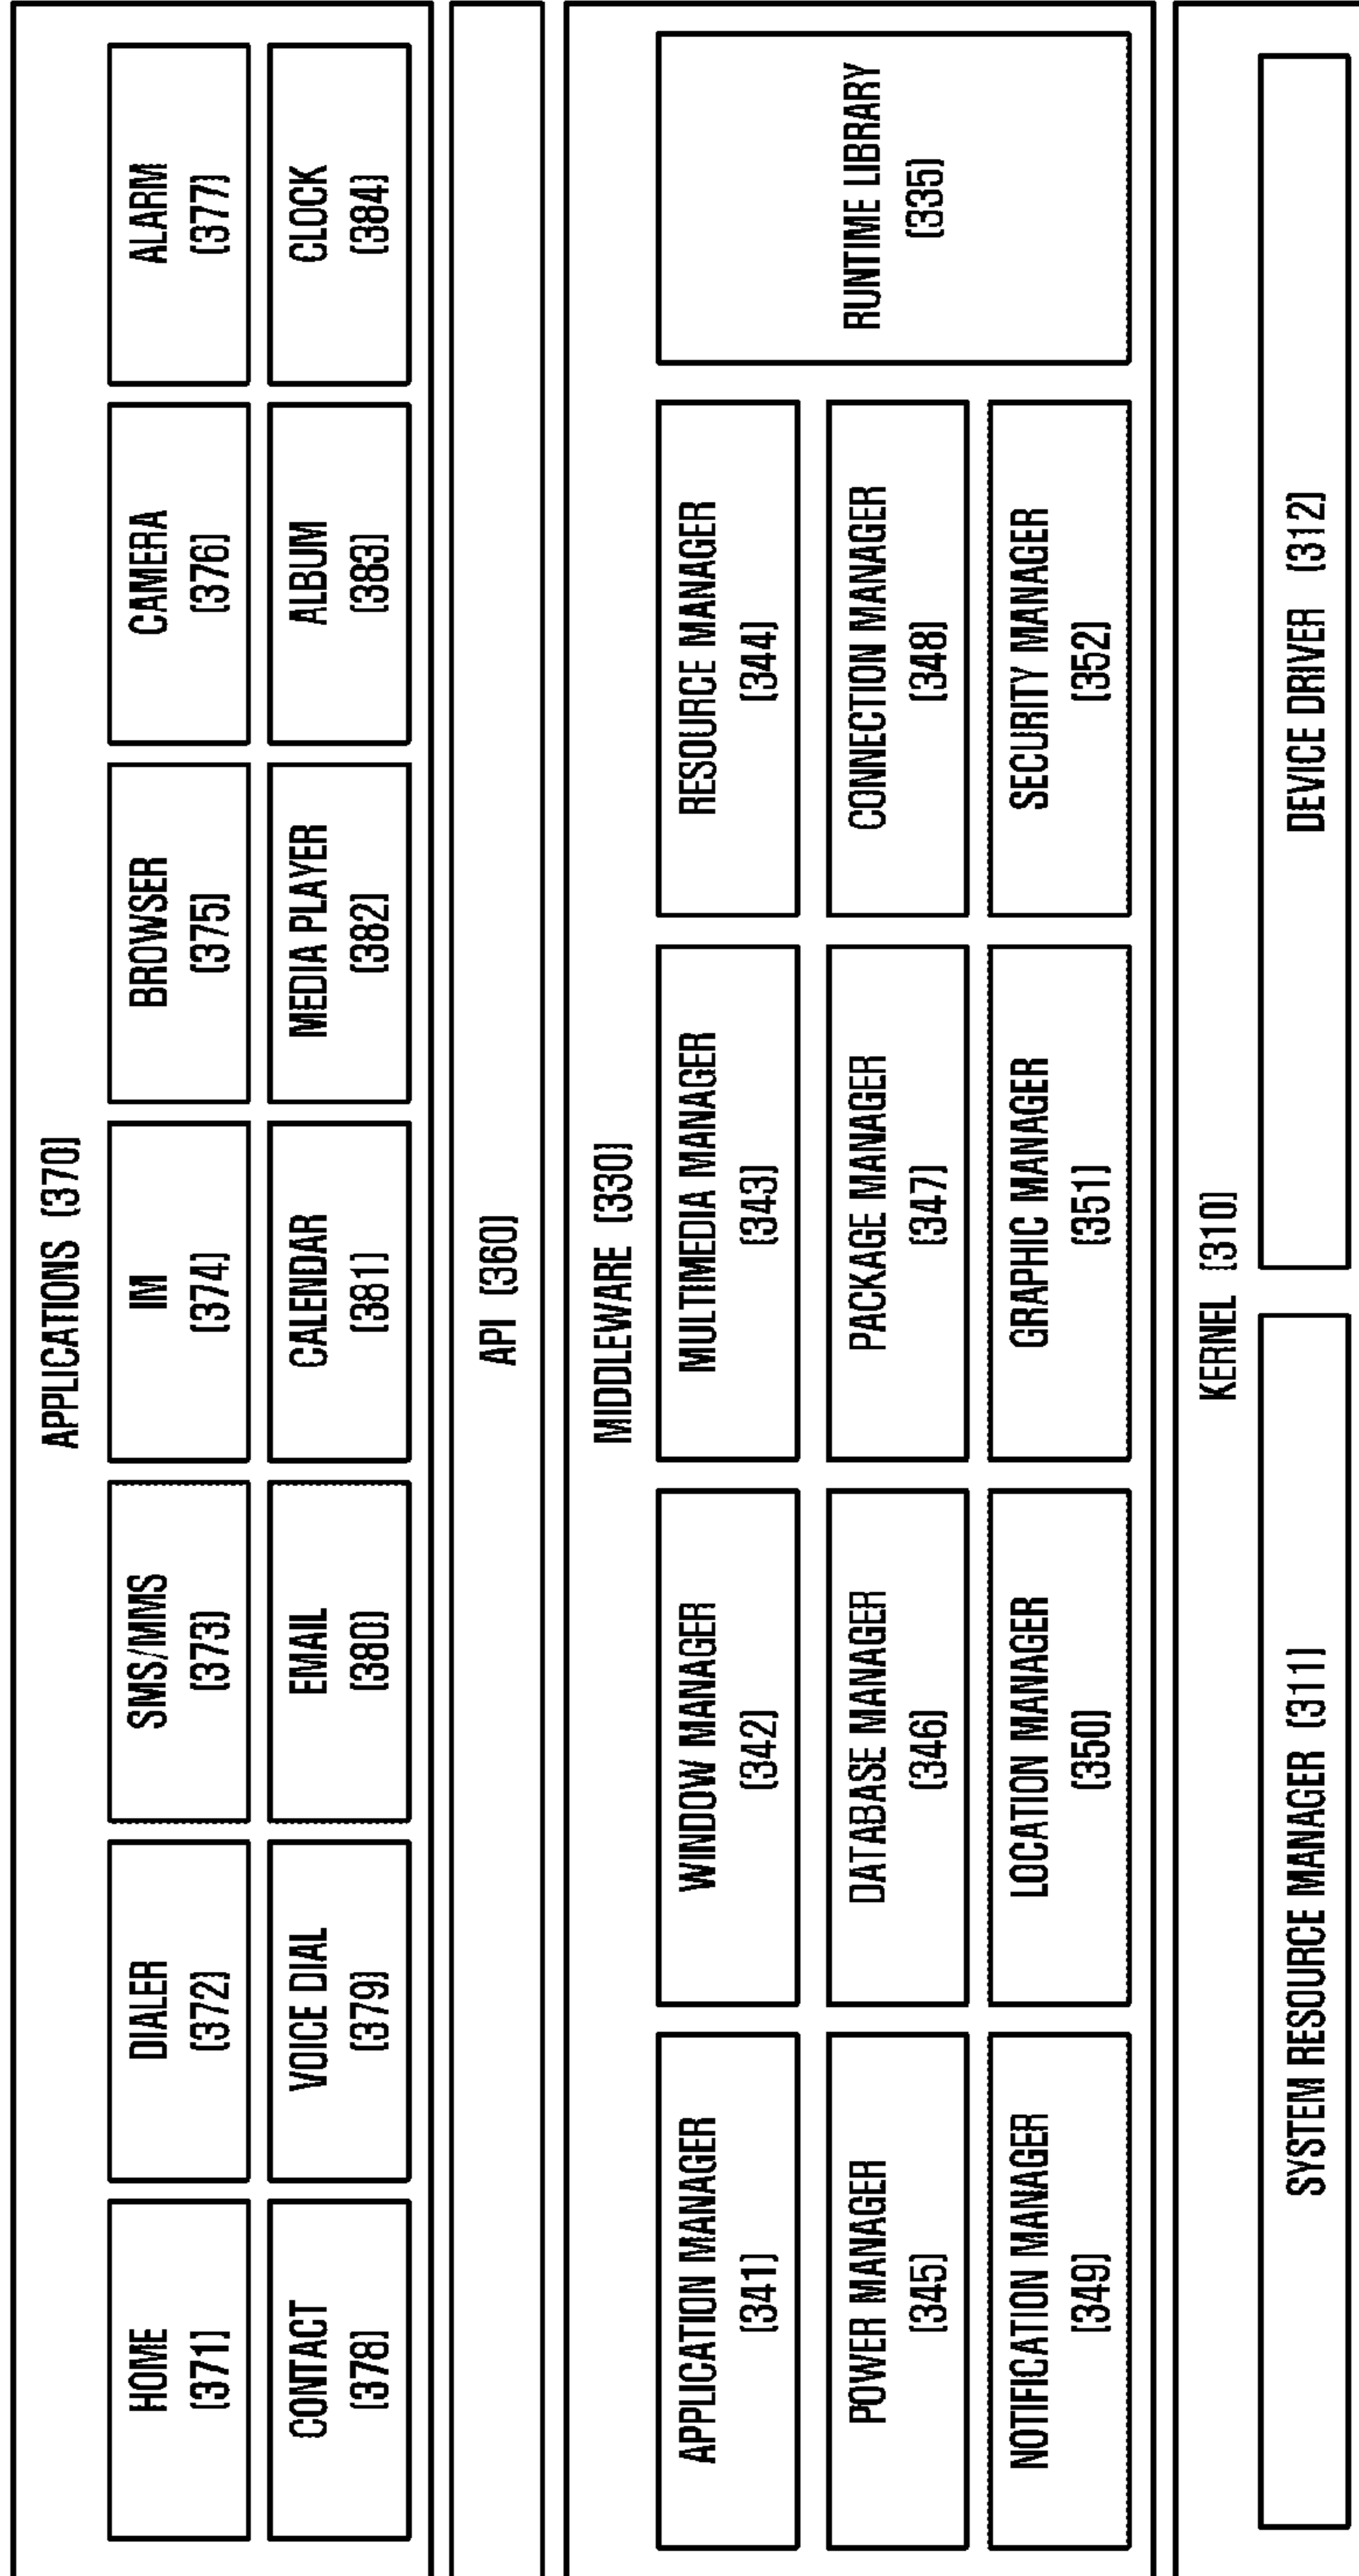 APPLICATIONS (370)
HOME
(371)
DIALER
(372)
SMS/MMS
(373)
IM
(374)
BROWSER
(375)
CAMERA
(376)
ALARM
(377)
CONTACT
(378)
VOICE DIAL
(379)
EMAIL
(380)
CALENDAR
(381)
MEDIA PLAYER
(382)
ALBUM
(383)
CLOCK
(384)
API (360)
MIDDLEWARE (330)
APPLICATION MANAGER
(341)
WINDOW MANAGER
(342)
MULTIMEDIA MANAGER
(343)
RESOURCE MANAGER
(344)
POWER MANAGER
(345)
DATABASE MANAGER
(346)
PACKAGE MANAGER
(347)
CONNECTION MANAGER
(348)
NOTIFICATION MANAGER
(349)
LOCATION MANAGER
(350)
GRAPHIC MANAGER
(351)
SECURITY MANAGER
(352)
RUNTIME LIBRARY
(335)
KERNEL (310)
SYSTEM RESOURCE MANAGER (311)
DEVICE DRIVER (312)